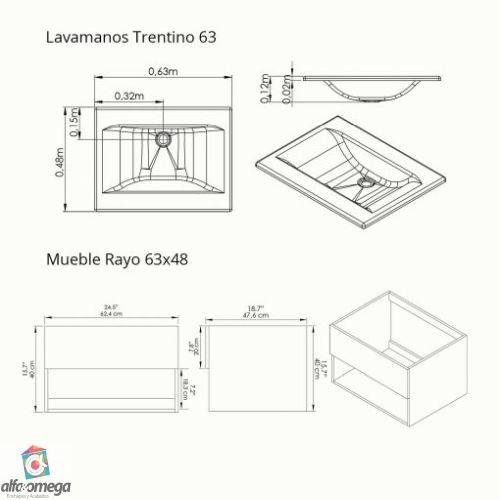 Lavamanos Trentino 63
0,63m
0,32m
0,15m
0,48m
0,12m
0,02m
Mueble Rayo 63x48
24.5"
62,4 cm
18.7"
47,6 cm
15.7"
40 cm
7.8"
20 cm
7.2"
18,3 cm
15.7"
40 cm
alfa omega
Enchapes y Acabados